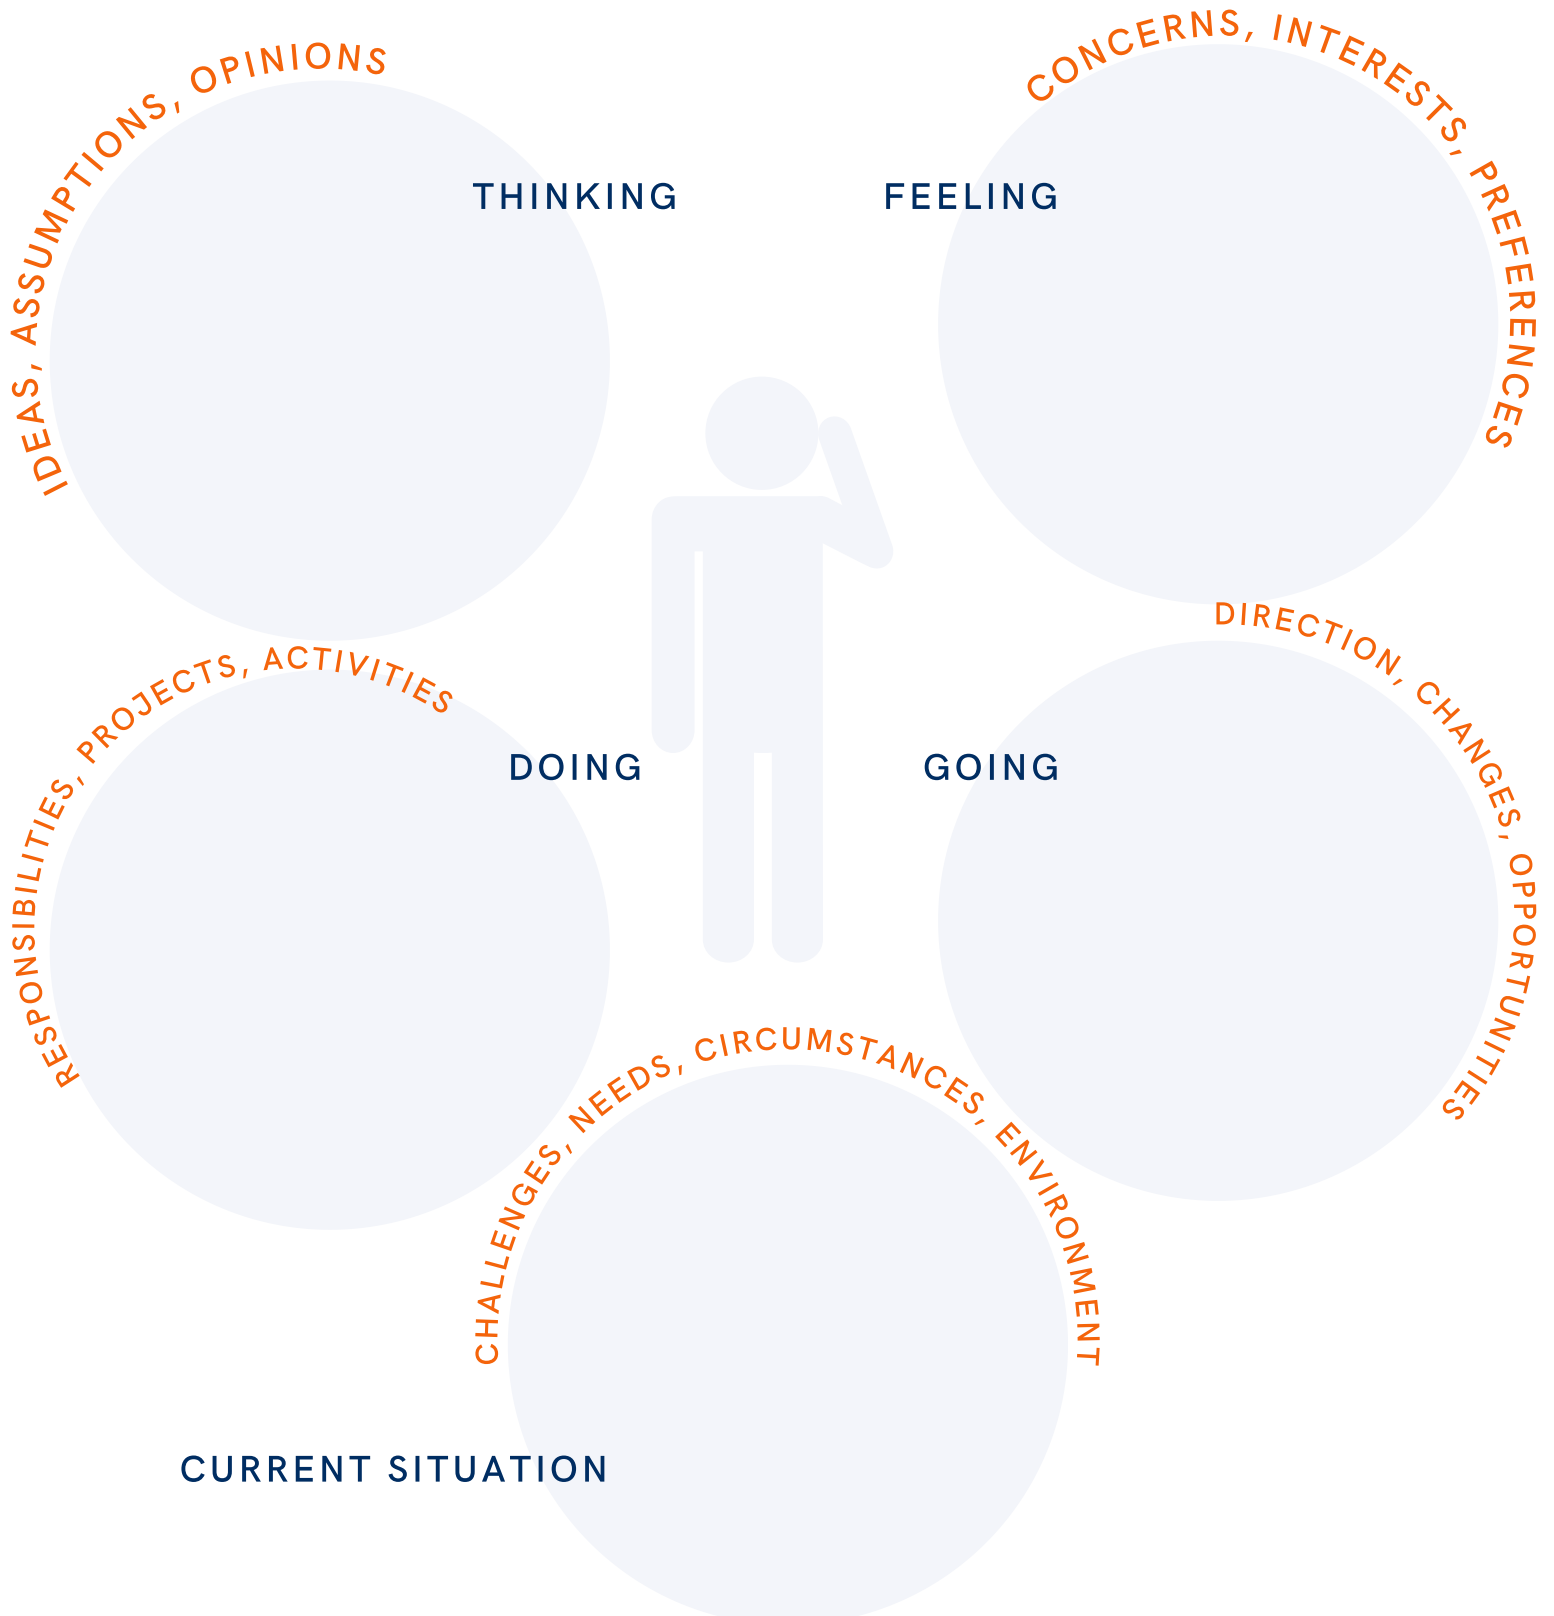 IDEAS, ASSUMPTIONS, OPINIONS
THINKING
CONCERNS, INTERESTS, PREFERENCES
FEELING
RESPONSIBILITIES, PROJECTS, ACTIVITIES
DOING
DIRECTION, CHANGES, OPPORTUNITIES
GOING
CHALLENGES, NEEDS, CIRCUMSTANCES, ENVIRONMENT
CURRENT SITUATION